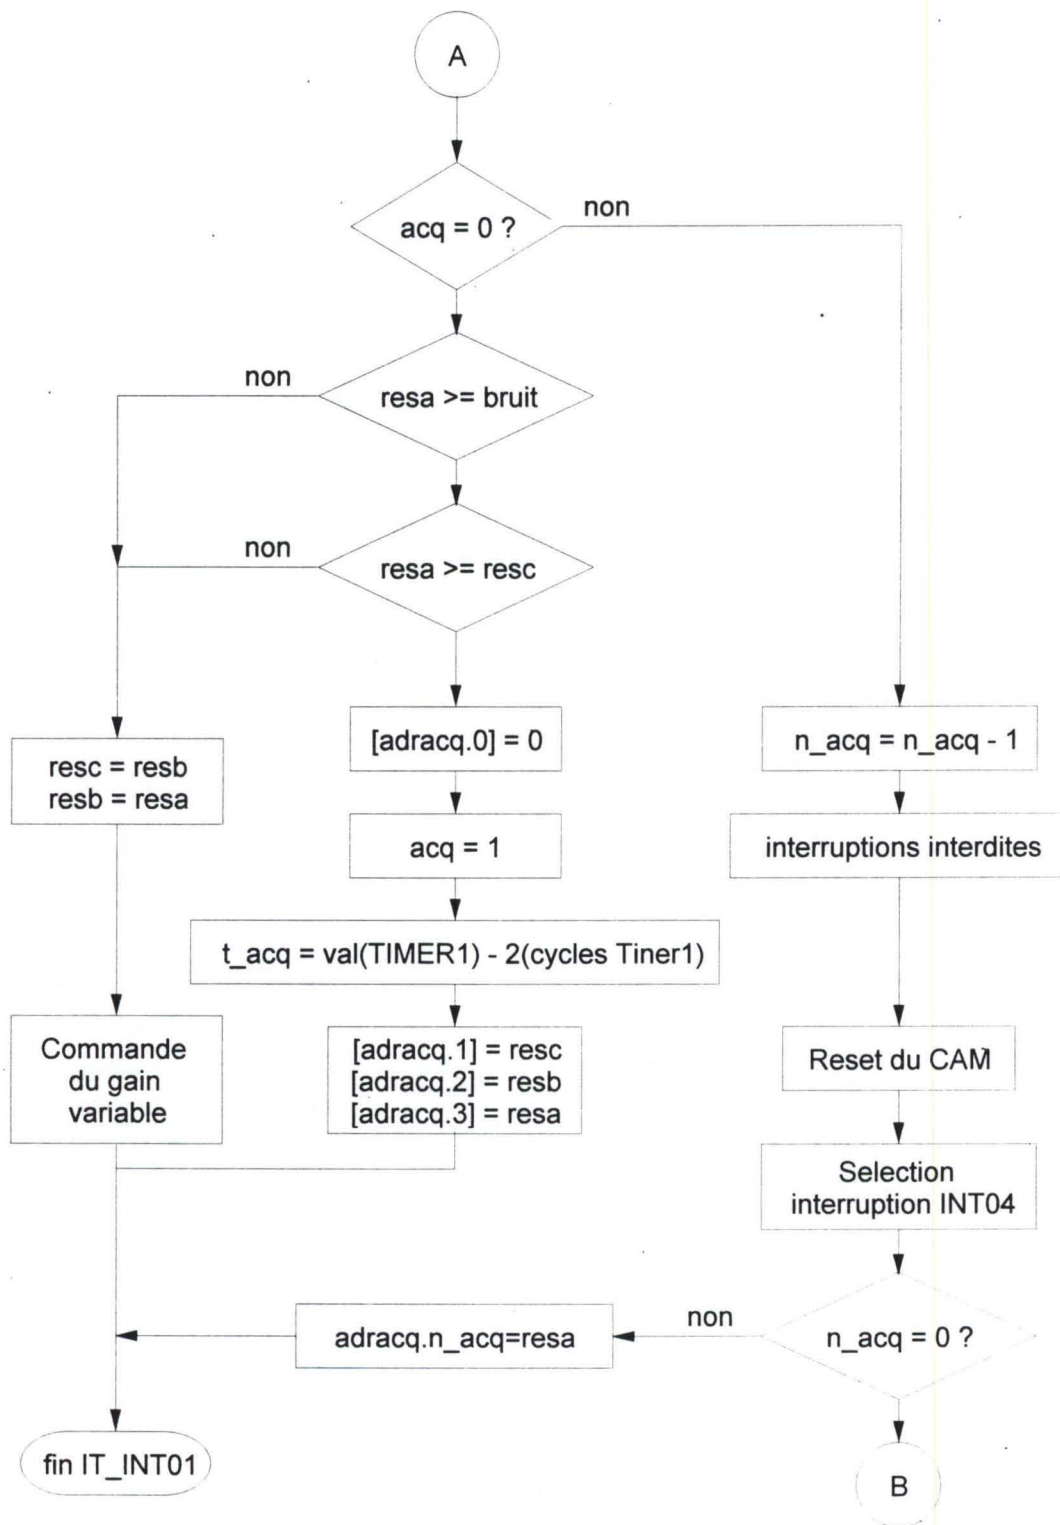 A
acq = 0 ?
non
non
resa >= bruit
non
resa >= resc
[adracq.0] = 0
n_acq = n_acq - 1
resc = resb
resb = resa
acq = 1
interruptions interdites
t_acq = val(TIMER1) - 2(cycles Tiner1)
Commande
du gain
variable
[adracq.1] = resc
[adracq.2] = resb
[adracq.3] = resa
Reset du CAM
Selection
interruption INT04
non
adracq.n_acq=resa
n_acq = 0 ?
fin IT_INT01
B